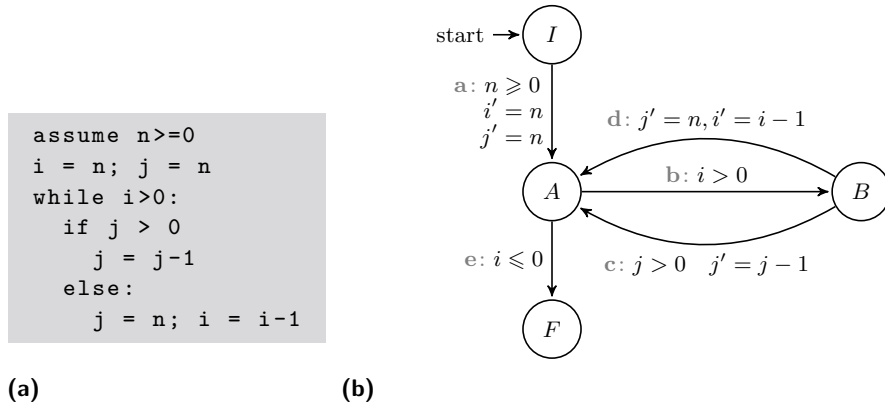 assume n>=0
i = n; j = n
while i>0:
  if j > 0
    j = j-1
  else:
    j = n; i = i-1
(a)
start
I
a: n ⩾ 0
i′ = n
j′ = n
d: j′ = n, i′ = i − 1
A
b: i > 0
B
e: i ⩽ 0
c: j > 0  j′ = j − 1
F
(b)